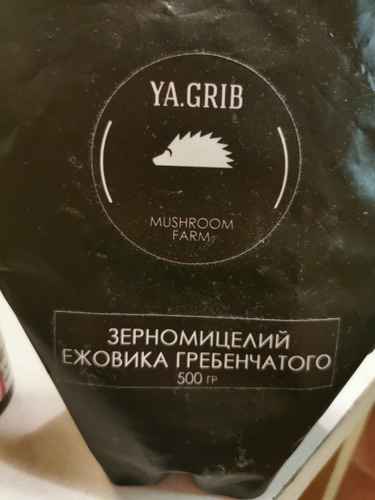 YA.GRIB
MUSHROOM
FARM
ЗЕРНОМИЦЕЛИЙ
ЕЖОВИКА ГРЕБЕНЧАТОГО
500 ГР